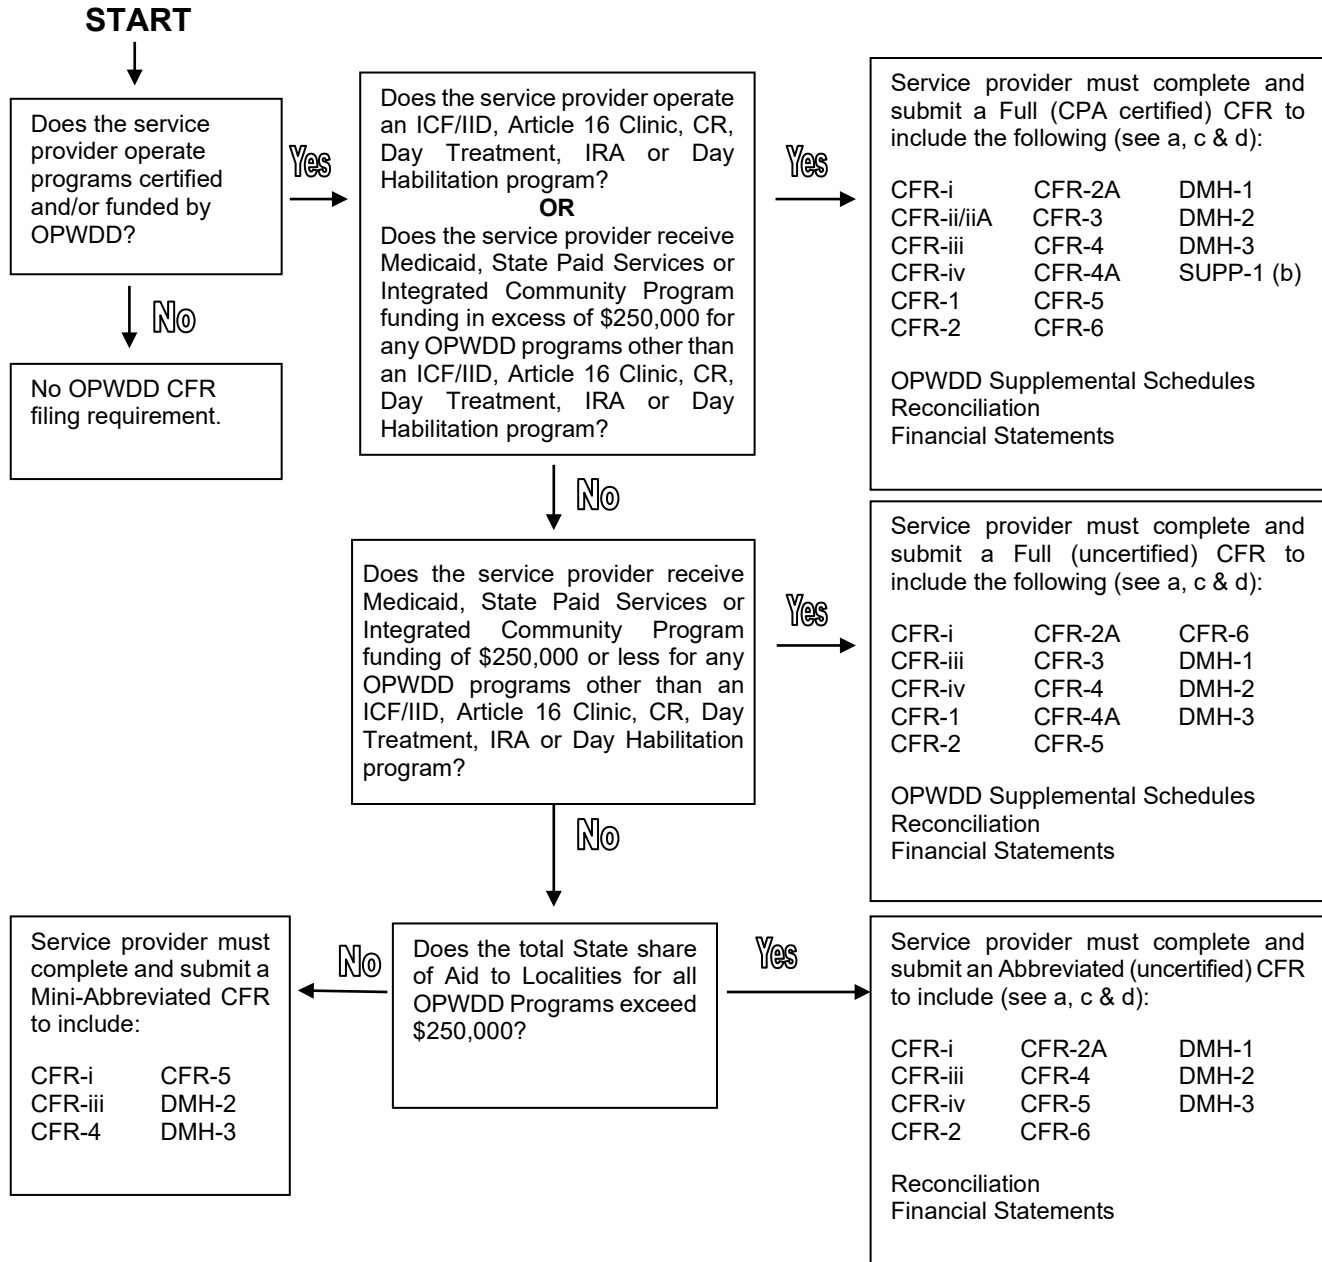 START
Does the service
provider operate
programs certified
and/or funded by
OPWDD?
Yes
Does the service provider operate
an ICF/IID, Article 16 Clinic, CR,
Day Treatment, IRA or Day
Habilitation program?
OR
Does the service provider receive
Medicaid, State Paid Services or
Integrated Community Program
funding in excess of $250,000 for
any OPWDD programs other than
an ICF/IID, Article 16 Clinic, CR,
Day Treatment, IRA or Day
Habilitation program?
Yes
Service provider must complete and
submit a Full (CPA certified) CFR to
include the following (see a, c & d):
CFR-i CFR-2A DMH-1
CFR-ii/iiA CFR-3 DMH-2
CFR-iii CFR-4 DMH-3
CFR-iv CFR-4A SUPP-1 (b)
CFR-1 CFR-5
CFR-2 CFR-6
OPWDD Supplemental Schedules
Reconciliation
Financial Statements
No
No OPWDD CFR
filing requirement.
No
Does the service provider receive
Medicaid, State Paid Services or
Integrated Community Program
funding of $250,000 or less for any
OPWDD programs other than an
ICF/IID, Article 16 Clinic, CR, Day
Treatment, IRA or Day Habilitation
program?
Yes
Service provider must complete and
submit a Full (uncertified) CFR to
include the following (see a, c & d):
CFR-i CFR-2A CFR-6
CFR-iii CFR-3 DMH-1
CFR-iv CFR-4 DMH-2
CFR-1 CFR-4A DMH-3
CFR-2 CFR-5
OPWDD Supplemental Schedules
Reconciliation
Financial Statements
No
Does the total State share
of Aid to Localities for all
OPWDD Programs exceed
$250,000?
No
Service provider must
complete and submit a
Mini-Abbreviated CFR
to include:
CFR-i CFR-5
CFR-iii DMH-2
CFR-4 DMH-3
Yes
Service provider must complete and
submit an Abbreviated (uncertified) CFR
to include (see a, c & d):
CFR-i CFR-2A DMH-1
CFR-iii CFR-4 DMH-2
CFR-iv CFR-5 DMH-3
CFR-2 CFR-6
Reconciliation
Financial Statements